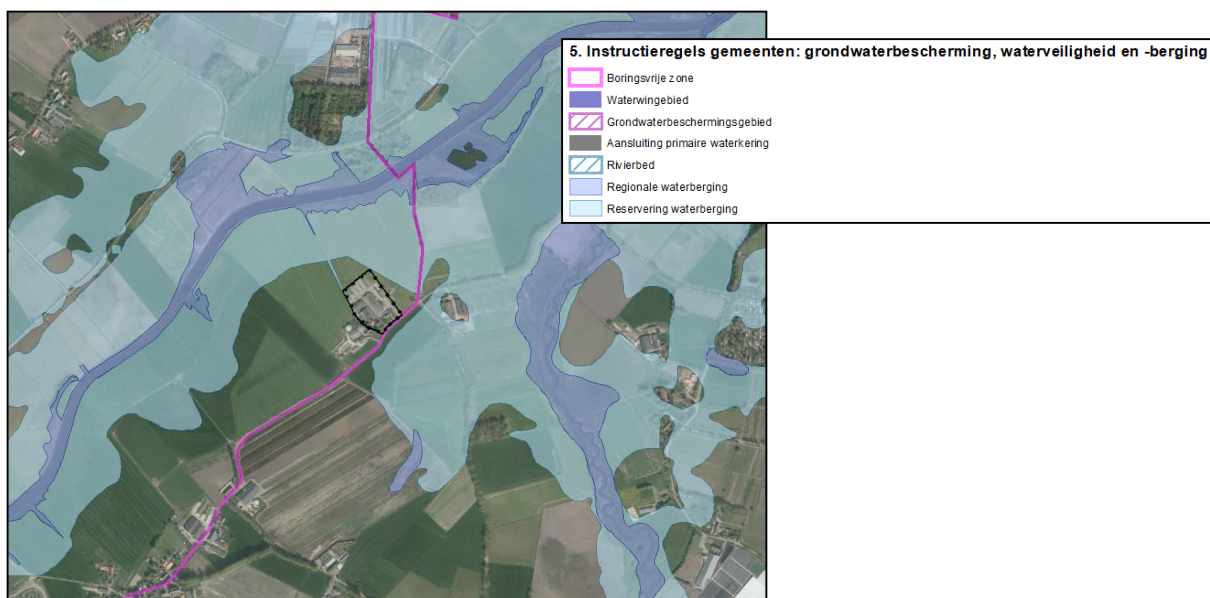 5. Instructieregels gemeenten: grondwaterbescherming, waterveiligheid en -berging
Boringsvrije zone
Waterwingebied
Grondwaterbeschermingsgebied
Aansluiting primaire waterkering
Rivierbed
Regionale waterberging
Reservering waterberging